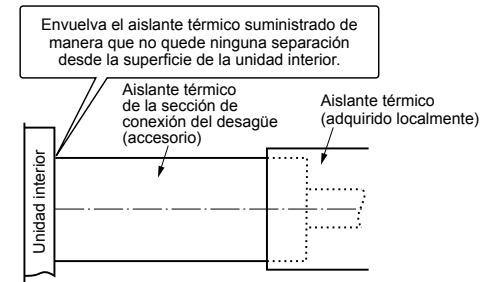 Envuelva el aislante térmico suministrado de
manera que no quede ninguna separación
desde la superficie de la unidad interior.
Aislante térmico
de la sección de
conexión del desagüe
(accesorio)
Aislante térmico
(adquirido localmente)
Unidad interior